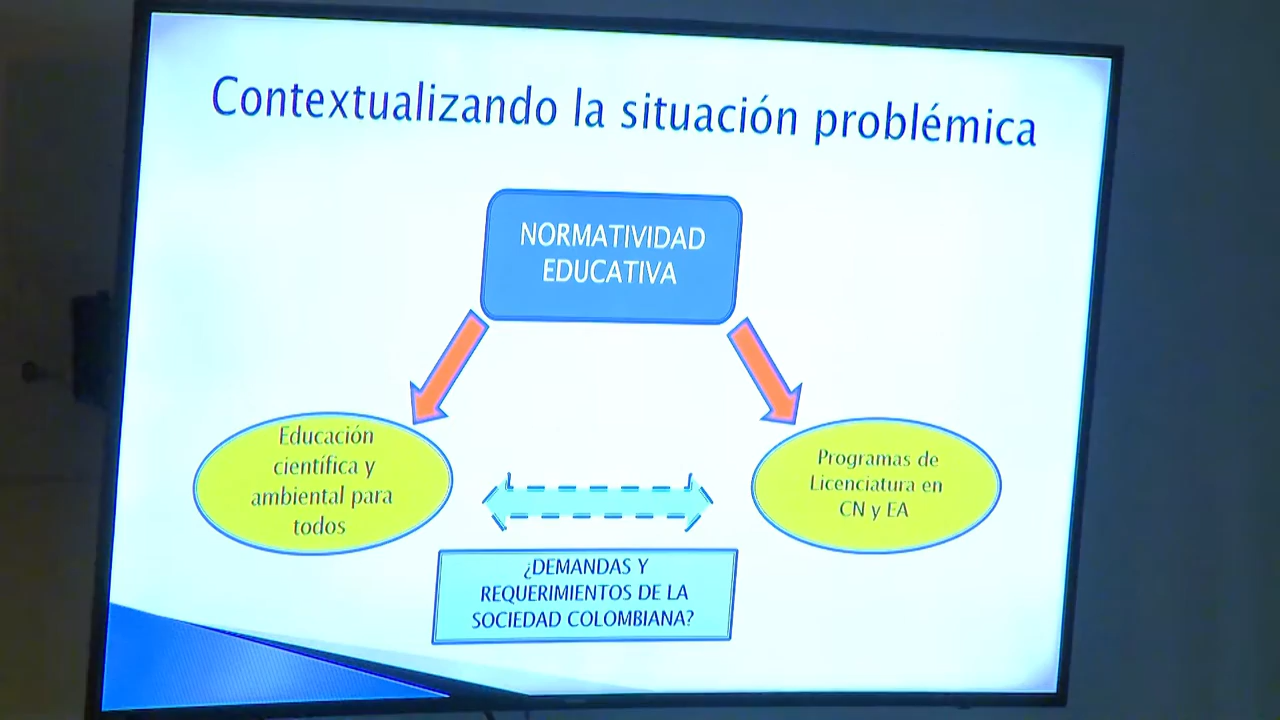 Contextualizando la situación problémica
NORMATIVIDAD
EDUCATIVA
Educación
científica y
ambiental para
todos
Programas de
Licenciatura en
CN y EA
¿DEMANDAS Y
REQUERIMIENTOS DE LA
SOCIEDAD COLOMBIANA?